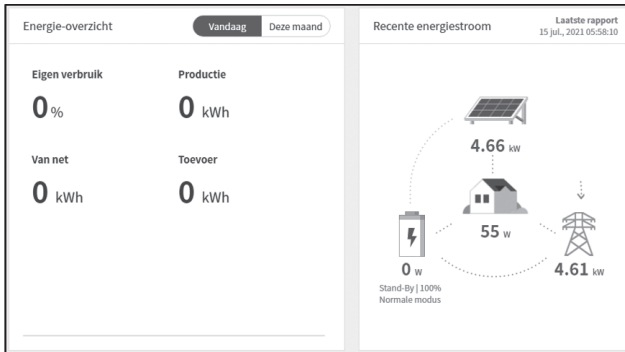 Energie-overzicht
Vandaag
Deze maand
Eigen verbruik
Productie
0 %
0 kWh
Van net
Toevoer
0 kWh
0 kWh
Recente energiestroom
Laatste rapport
15 jul., 2021 05:58:10
4.66 kW
55 W
0 W
4.61 kW
Stand-By | 100%
Normale modus